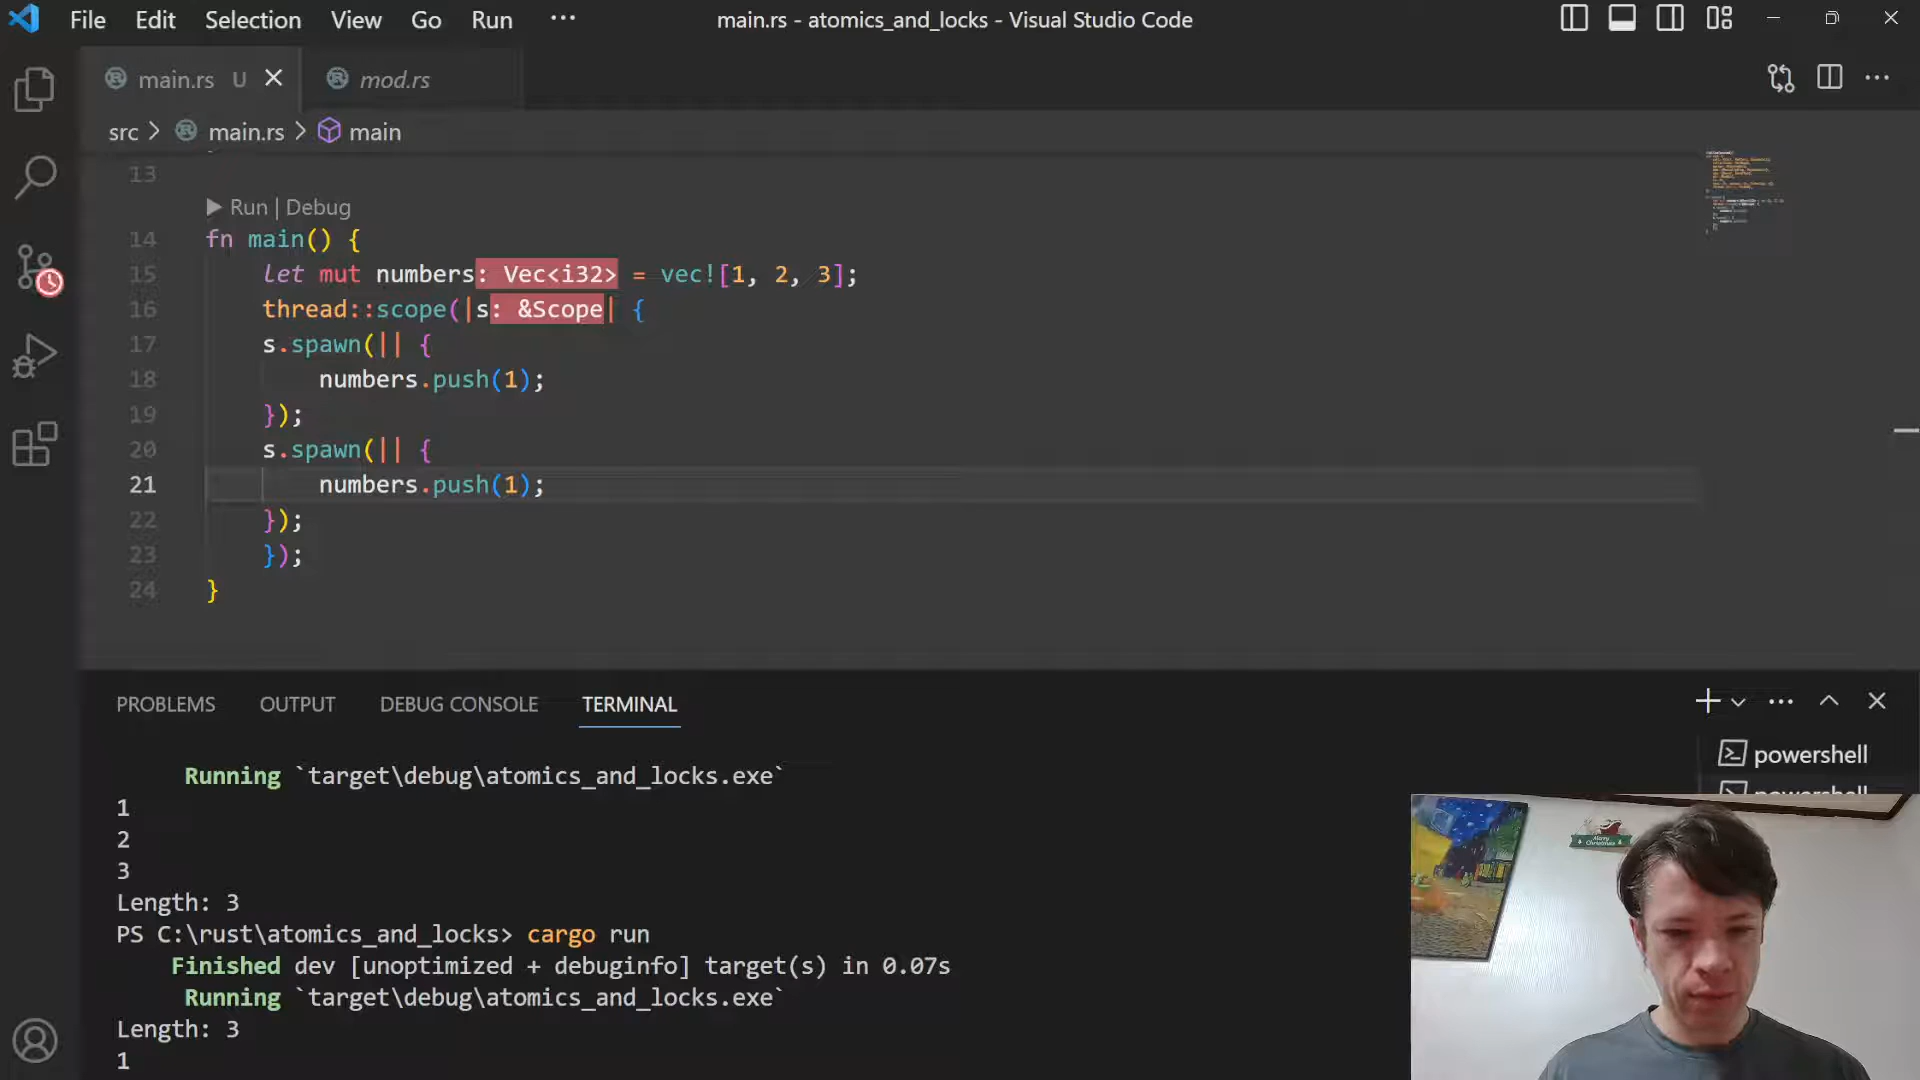 File Edit Selection View Go Run ···
main.rs - atomics_and_locks - Visual Studio Code
main.rs U
mod.rs
src > main.rs > main
13
Run | Debug
14 fn main() {
15 let mut numbers: Vec<i32> = vec![1, 2, 3];
16 thread::scope(|s: &Scope| {
17 s.spawn(|| {
18 numbers.push(1);
19 });
20 s.spawn(|| {
21 numbers.push(1);
22 });
23 });
24 }
PROBLEMS OUTPUT DEBUG CONSOLE TERMINAL
powershell
powershell
Running `target\debug\atomics_and_locks.exe`
1
2
3
Length: 3
PS C:\rust\atomics_and_locks> cargo run
Finished dev [unoptimized + debuginfo] target(s) in 0.07s
Running `target\debug\atomics_and_locks.exe`
Length: 3
1
Merry
Christmas